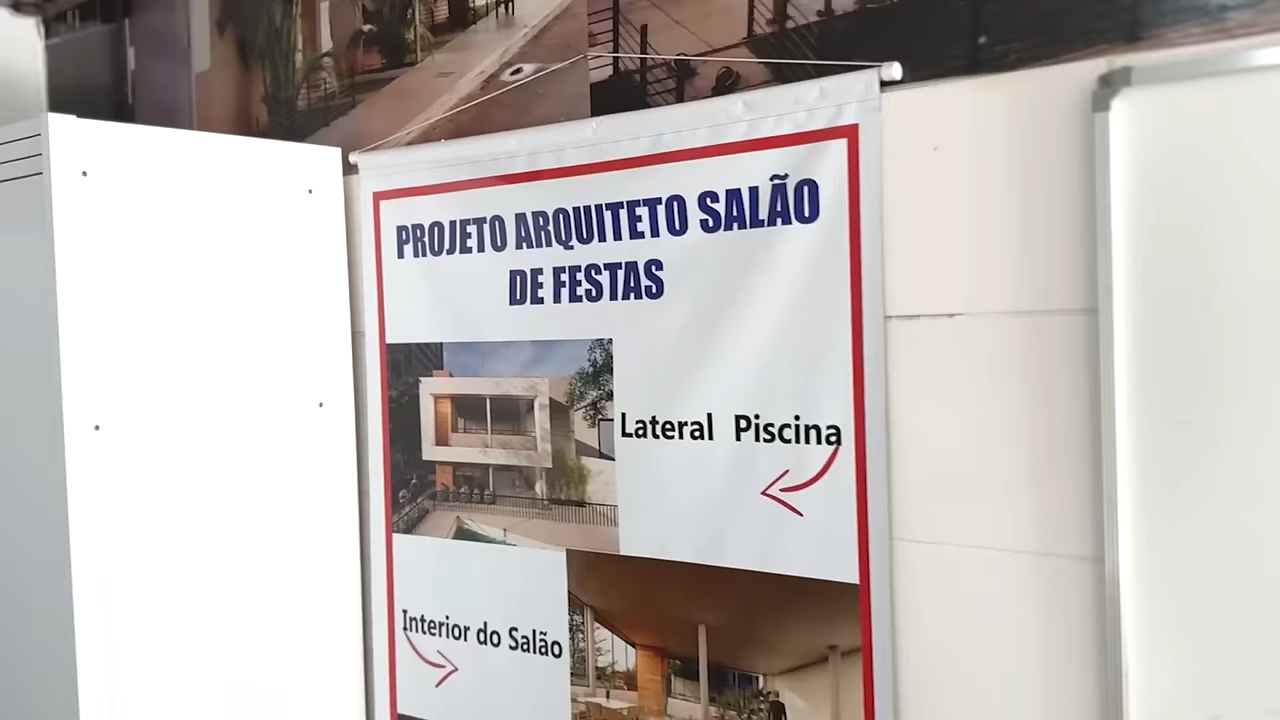 PROJETO ARQUITETO SALÃO
DE FESTAS
Lateral Piscina
Interior do Salão